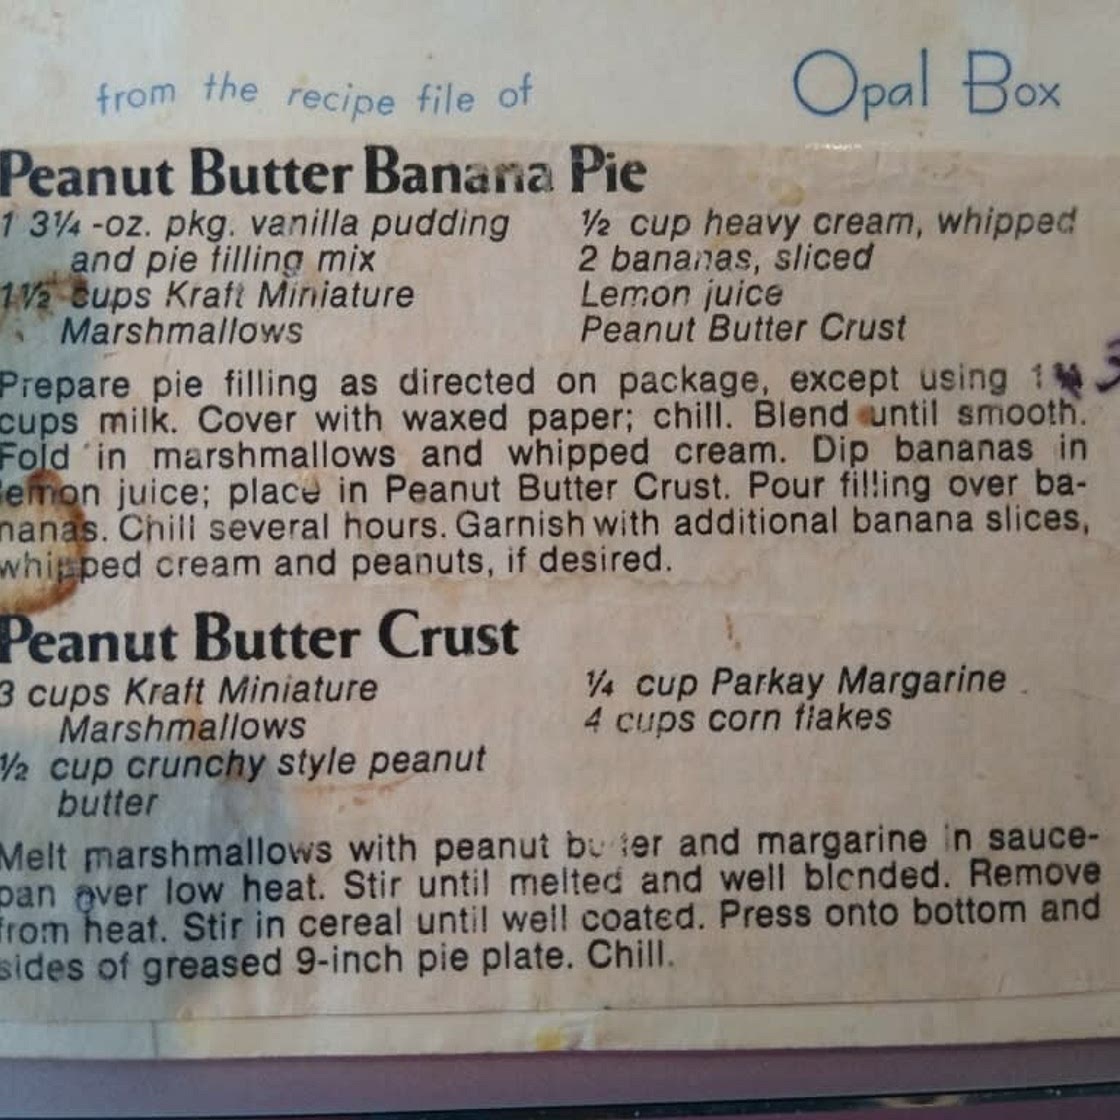 from the recipe file of Opal Box
Peanut Butter Banana Pie
1 3¼ -oz. pkg. vanilla pudding
and pie filling mix
1½ cups Kraft Miniature
Marshmallows
½ cup heavy cream, whipped
2 bananas, sliced
Lemon juice
Peanut Butter Crust
Prepare pie filling as directed on package, except using 1
cups milk. Cover with waxed paper; chill. Blend until smooth.
Fold in marshmallows and whipped cream. Dip bananas in
lemon juice; place in Peanut Butter Crust. Pour filling over ba-
nanas. Chill several hours. Garnish with additional banana slices,
whipped cream and peanuts, if desired.
Peanut Butter Crust
3 cups Kraft Miniature
Marshmallows
½ cup crunchy style peanut
butter
¼ cup Parkay Margarine
4 cups corn flakes
Melt marshmallows with peanut butter and margarine in sauce-
pan over low heat. Stir until melted and well blended. Remove
from heat. Stir in cereal until well coated. Press onto bottom and
sides of greased 9-inch pie plate. Chill.